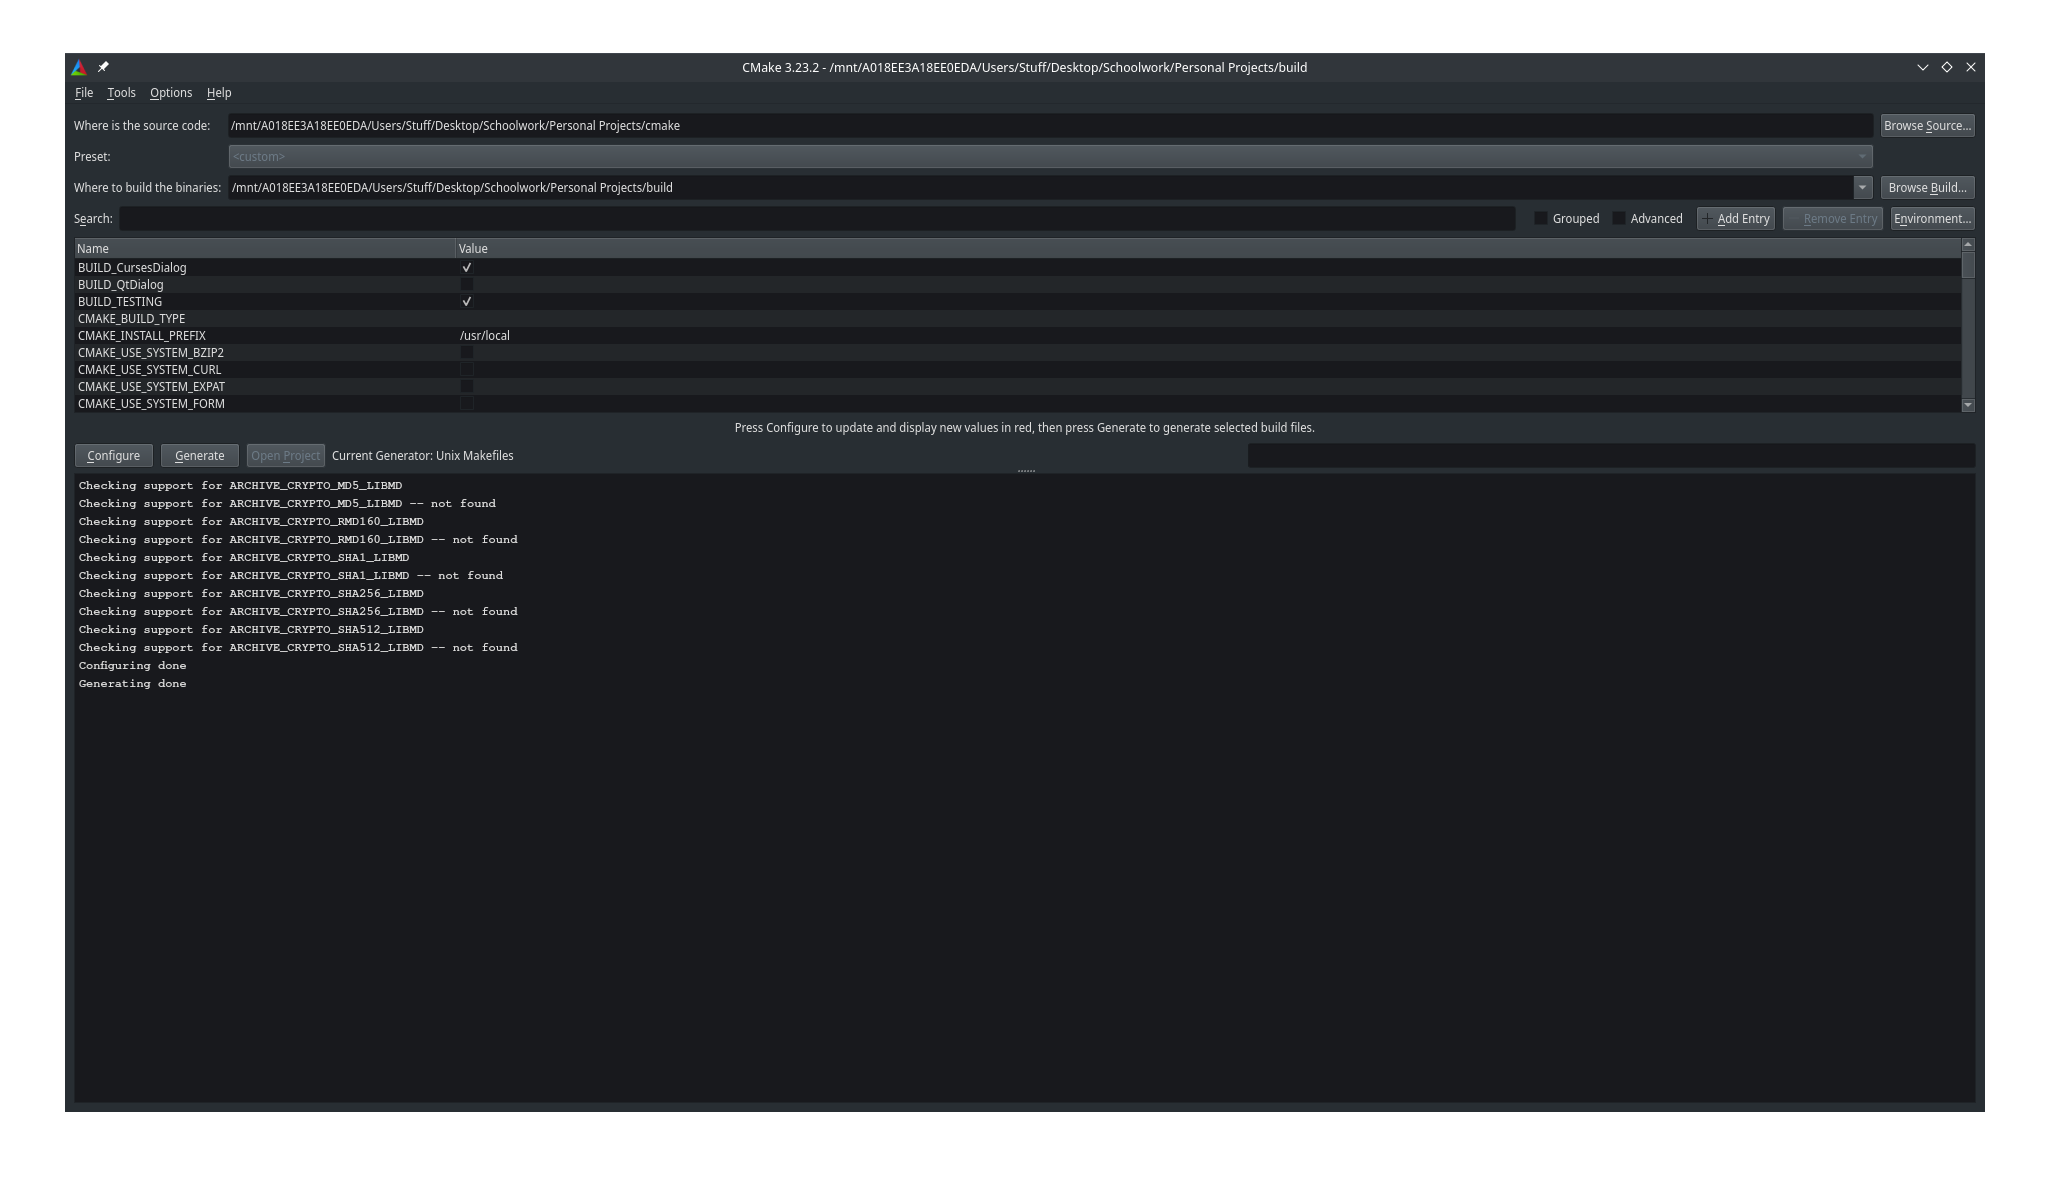 CMake 3.23.2 - /mnt/A018EE3A18EE0EDA/Users/Stuff/Desktop/Schoolwork/Personal Projects/build
File Tools Options Help
Where is the source code: /mnt/A018EE3A18EE0EDA/Users/Stuff/Desktop/Schoolwork/Personal Projects/cmake Browse Source...
Preset: <custom>
Where to build the binaries: /mnt/A018EE3A18EE0EDA/Users/Stuff/Desktop/Schoolwork/Personal Projects/build Browse Build...
Search: Grouped Advanced Add Entry Remove Entry Environment...
Name Value
BUILD_CursesDialog
BUILD_QtDialog
BUILD_TESTING
CMAKE_BUILD_TYPE
CMAKE_INSTALL_PREFIX /usr/local
CMAKE_USE_SYSTEM_BZIP2
CMAKE_USE_SYSTEM_CURL
CMAKE_USE_SYSTEM_EXPAT
CMAKE_USE_SYSTEM_FORM
Press Configure to update and display new values in red, then press Generate to generate selected build files.
Configure Generate Open Project Current Generator: Unix Makefiles
Checking support for ARCHIVE_CRYPTO_MD5_LIBMD
Checking support for ARCHIVE_CRYPTO_MD5_LIBMD -- not found
Checking support for ARCHIVE_CRYPTO_RMD160_LIBMD
Checking support for ARCHIVE_CRYPTO_RMD160_LIBMD -- not found
Checking support for ARCHIVE_CRYPTO_SHA1_LIBMD
Checking support for ARCHIVE_CRYPTO_SHA1_LIBMD -- not found
Checking support for ARCHIVE_CRYPTO_SHA256_LIBMD
Checking support for ARCHIVE_CRYPTO_SHA256_LIBMD -- not found
Checking support for ARCHIVE_CRYPTO_SHA512_LIBMD
Checking support for ARCHIVE_CRYPTO_SHA512_LIBMD -- not found
Configuring done
Generating done